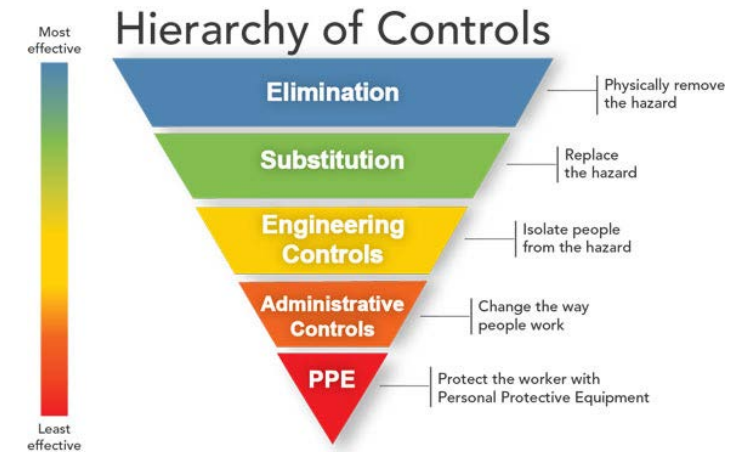 Hierarchy of Controls
Most
effective
Elimination
Physically remove
the hazard
Substitution
Replace
the hazard
Engineering
Controls
Isolate people
from the hazard
Administrative
Controls
Change the way
people work
PPE
Protect the worker with
Personal Protective Equipment
Least
effective